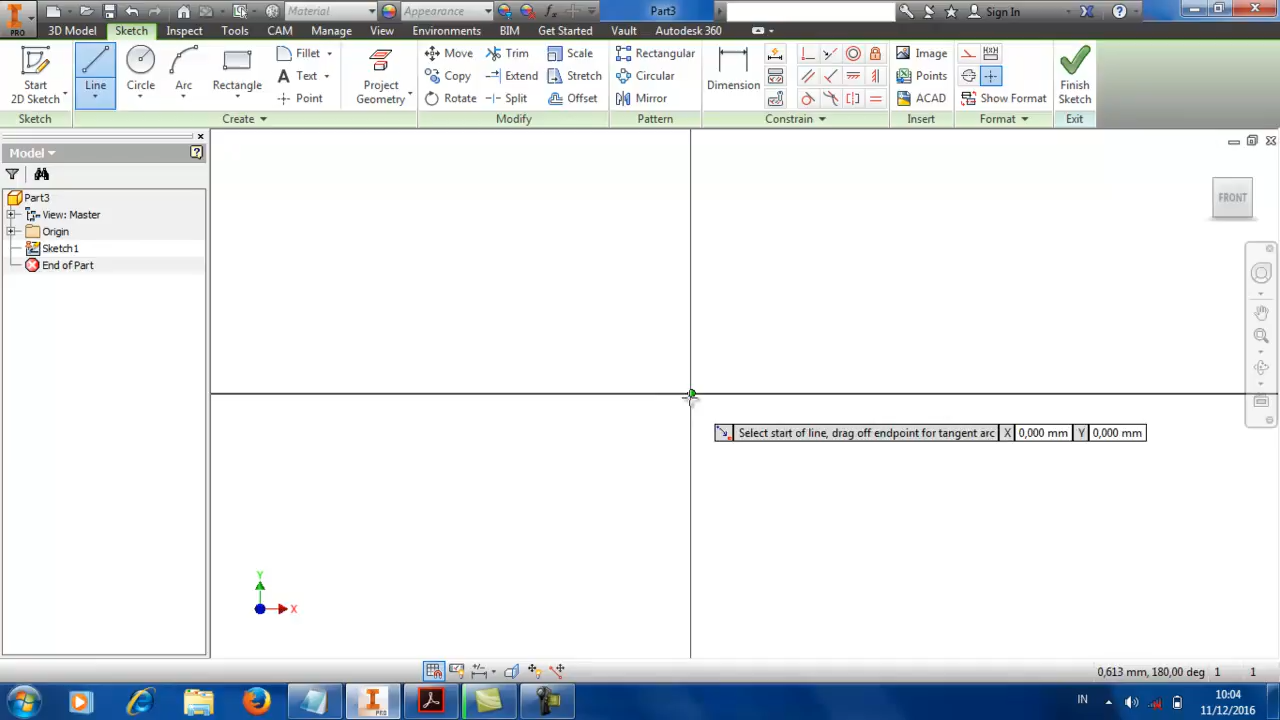 PRO Material Appearance Part3 Sign In
3D Model Sketch Inspect Tools CAM Manage View Environments BIM Get Started Vault Autodesk 360
Start 2D Sketch Line Circle Arc Rectangle Fillet Text Point Project Geometry Move Copy Rotate Trim Extend Split Scale Stretch Offset Rectangular Circular Mirror Dimension Image Points ACAD Show Format Finish Sketch
Sketch Create Modify Pattern Constrain Insert Format Exit
Model
Part3
View: Master
Origin
Sketch1
End of Part
FRONT
Select start of line, drag off endpoint for tangent arc X 0,000 mm Y 0,000 mm
Y
X
0,613 mm, 180,00 deg 1 1
PRO IN 10:04
11/12/2016